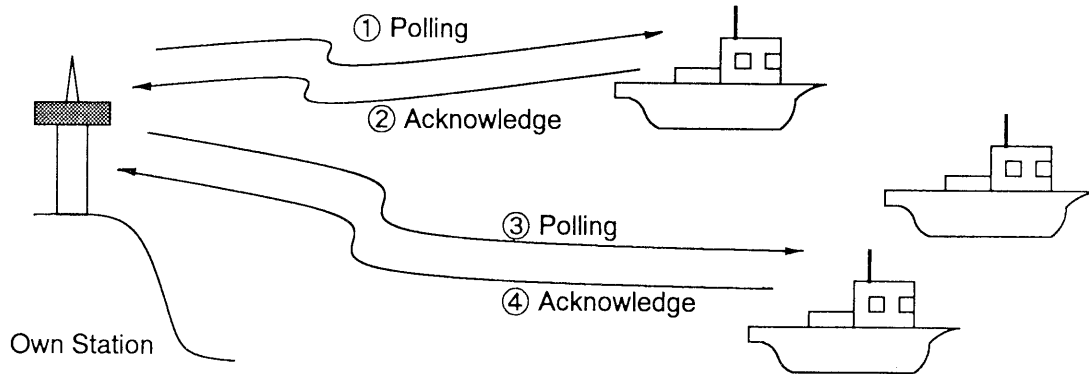 ① Polling
② Acknowledge
③ Polling
④ Acknowledge
Own Station